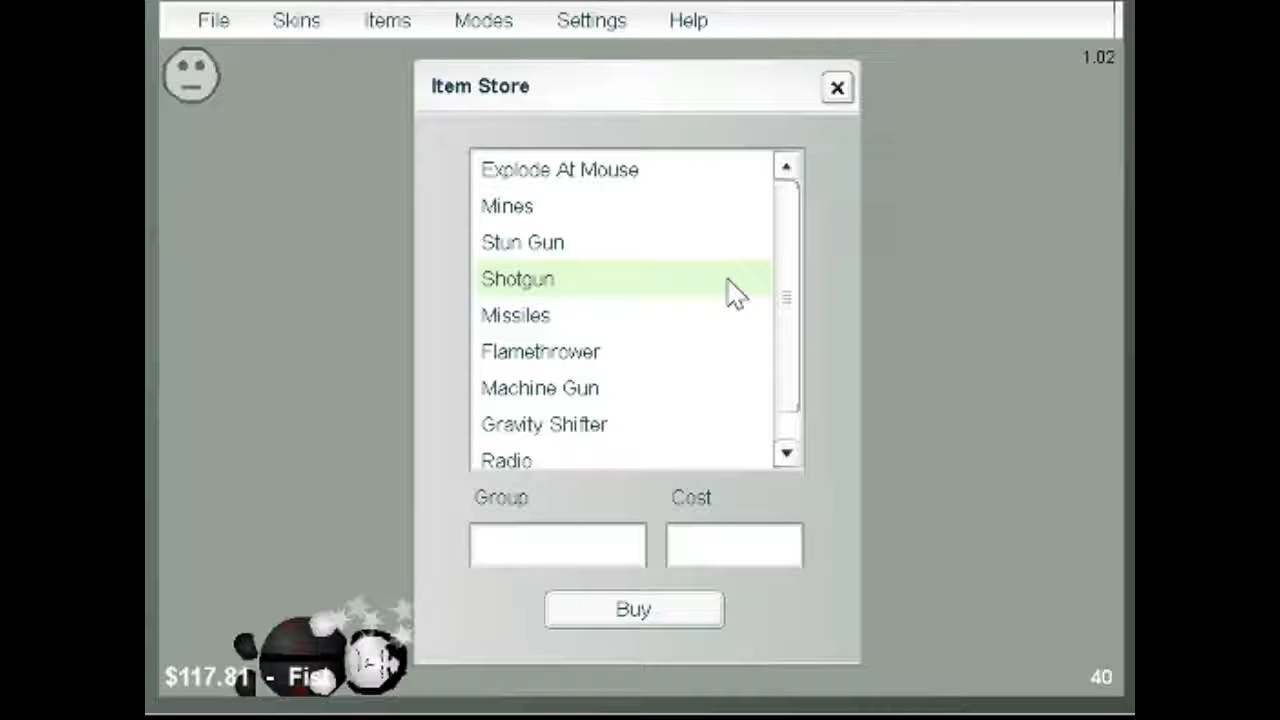 File Skins Items Modes Settings Help
1.02
Item Store
Explode At Mouse
Mines
Stun Gun
Shotgun
Missiles
Flamethrower
Machine Gun
Gravity Shifter
Radio
Group Cost
Buy
$117.81 - Fist
40